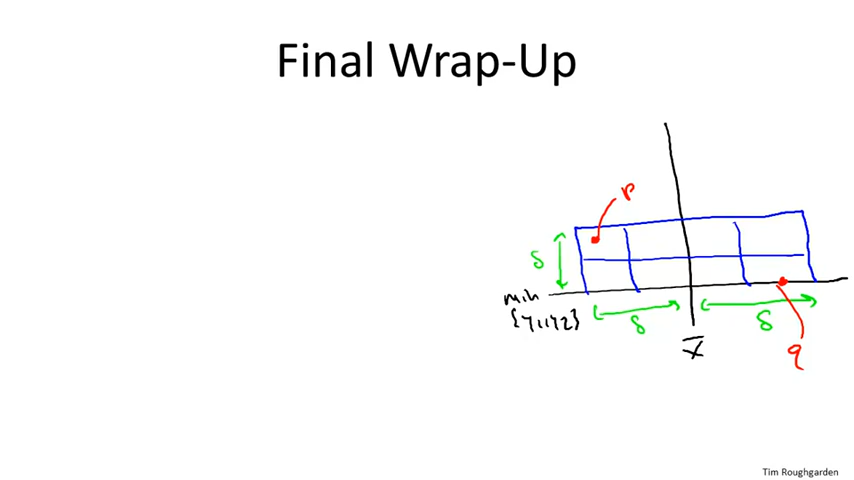 Final Wrap-Up
p
δ
min
{y1,y2}
δ
δ
x̄
q
Tim Roughgarden